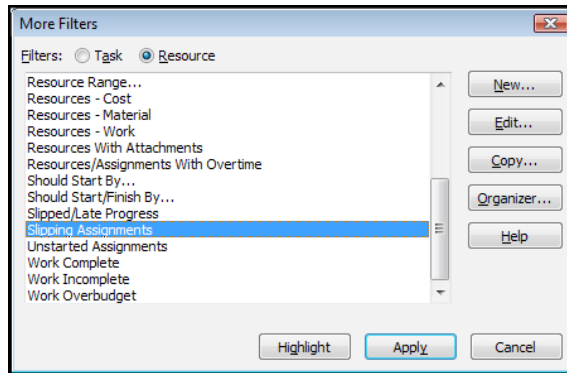 More Filters
Filters: Task Resource
Resource Range...
Resources - Cost
Resources - Material
Resources - Work
Resources With Attachments
Resources/Assignments With Overtime
Should Start By...
Should Start/Finish By...
Slipped/Late Progress
Slipping Assignments
Unstarted Assignments
Work Complete
Work Incomplete
Work Overbudget
New...
Edit...
Copy...
Organizer...
Help
Highlight
Apply
Cancel